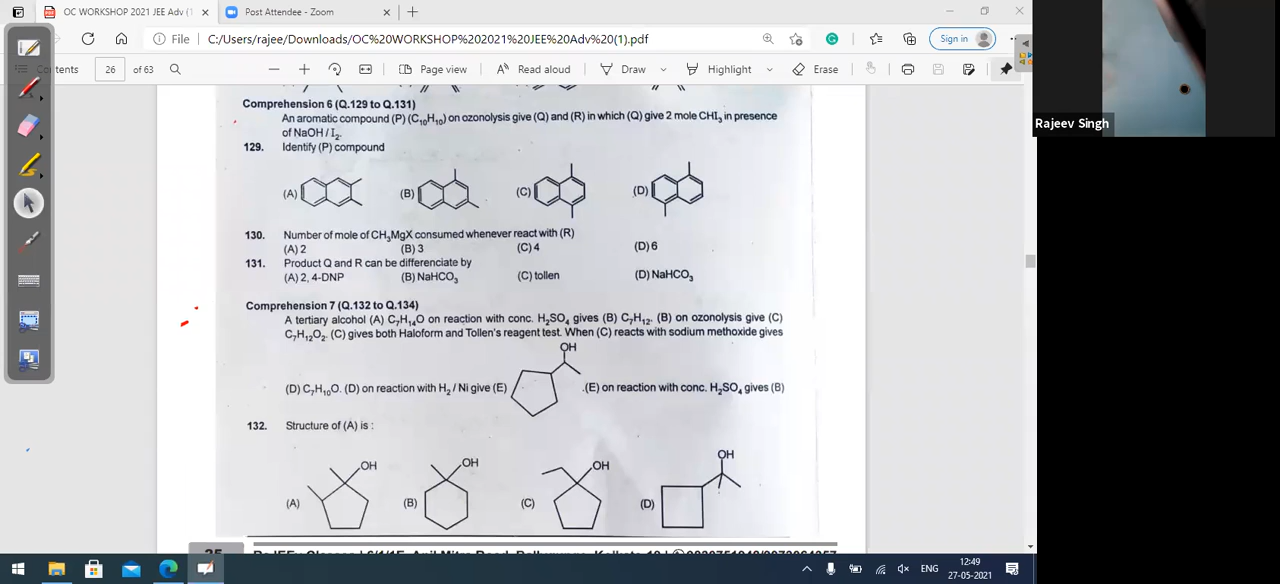 OC WORKSHOP 2021 JEE Adv (1
Post Attendee - Zoom
File
C:/Users/rajee/Downloads/OC%20WORKSHOP%202021%20JEE%20Adv%20(1).pdf
Sign in
Contents
26 of 63
Page view
Read aloud
Draw
Highlight
Erase
Rajeev Singh
Comprehension 6 (Q.129 to Q.131)
An aromatic compound (P) (C₁₀H₁₀) on ozonolysis give (Q) and (R) in which (Q) give 2 mole CHI₃ in presence
of NaOH / I₂.
129. Identify (P) compound
(A) (B) (C) (D)
130. Number of mole of CH₃MgX consumed whenever react with (R)
(A) 2 (B) 3 (C) 4 (D) 6
131. Product Q and R can be differenciate by
(A) 2, 4-DNP (B) NaHCO₃ (C) tollen (D) NaHCO₃
Comprehension 7 (Q.132 to Q.134)
A tertiary alcohol (A) C₇H₁₄O on reaction with conc. H₂SO₄ gives (B) C₇H₁₂. (B) on ozonolysis give (C)
C₇H₁₂O₂. (C) gives both Haloform and Tollen's reagent test. When (C) reacts with sodium methoxide gives
OH
(D) C₇H₁₀O. (D) on reaction with H₂ / Ni give (E) .(E) on reaction with conc. H₂SO₄ gives (B)
132. Structure of (A) is :
OH
(A) OH (B) OH (C) OH (D)
ENG
12:49
27-05-2021